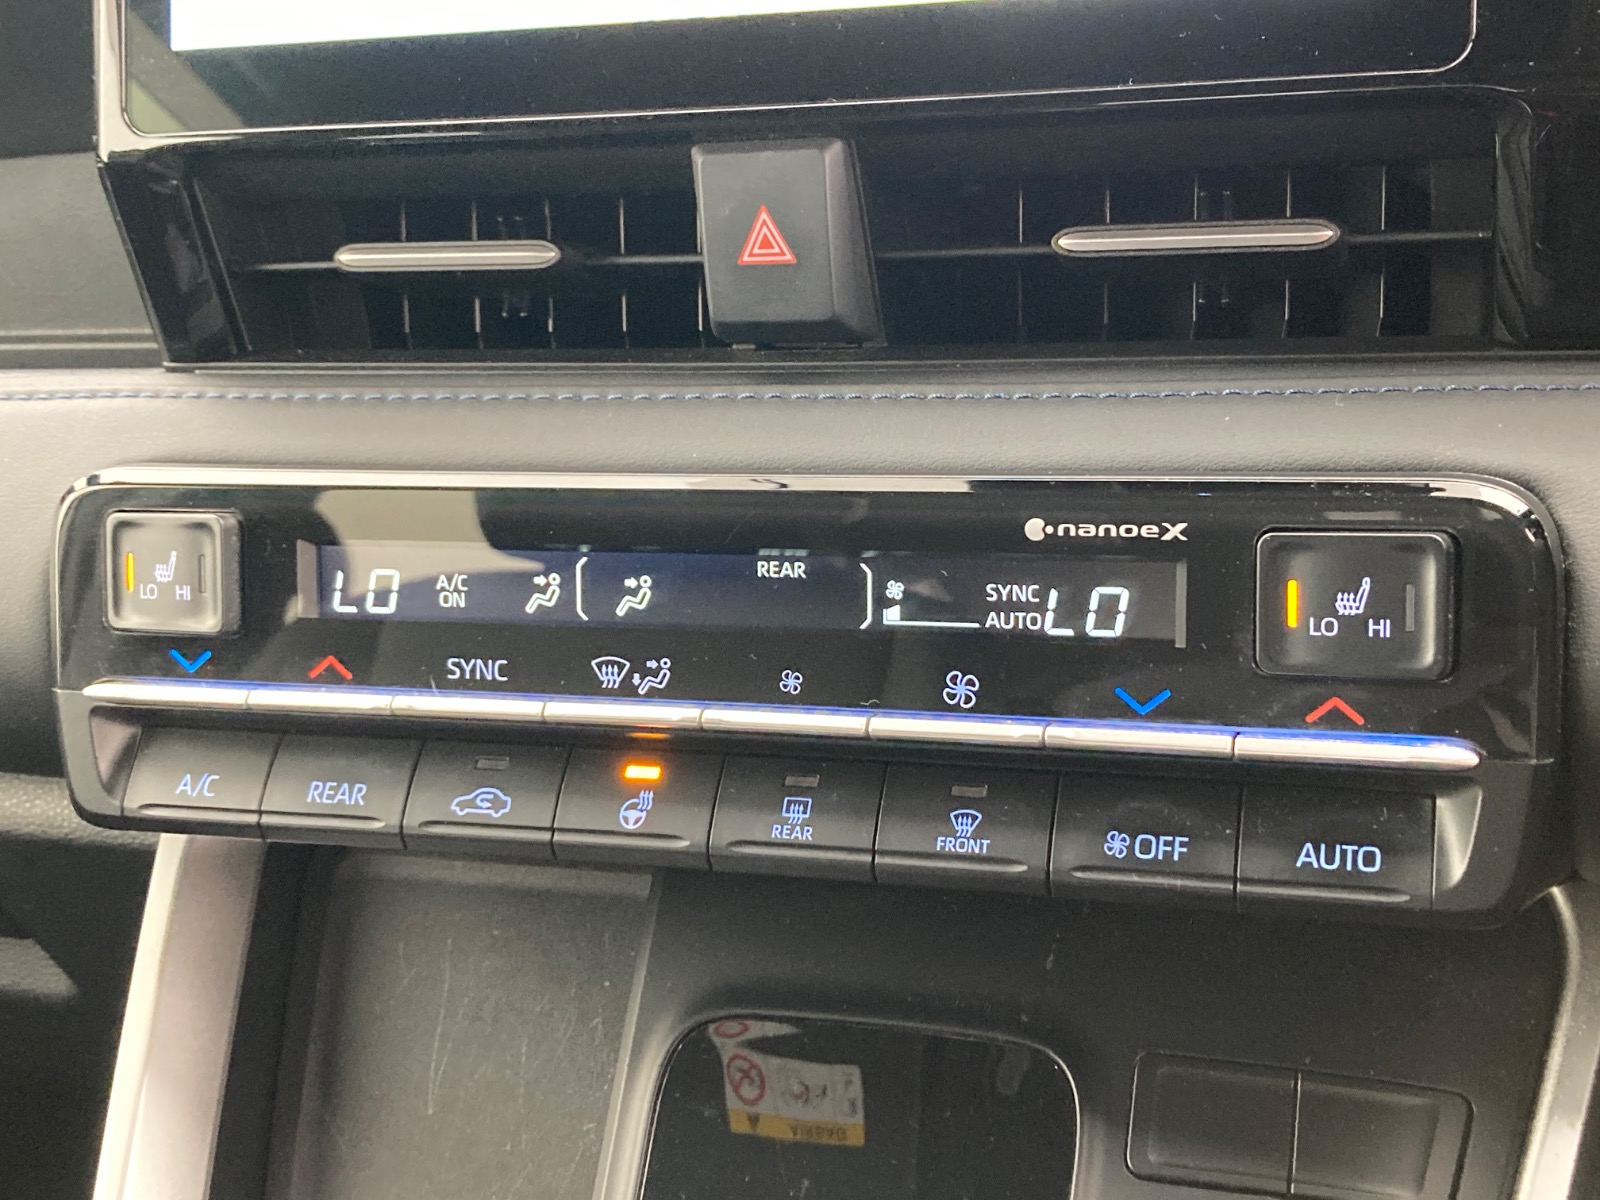 nanoeX
LO HI
LO A/C ON REAR SYNC AUTO LO
LO HI
SYNC
A/C REAR REAR FRONT OFF AUTO